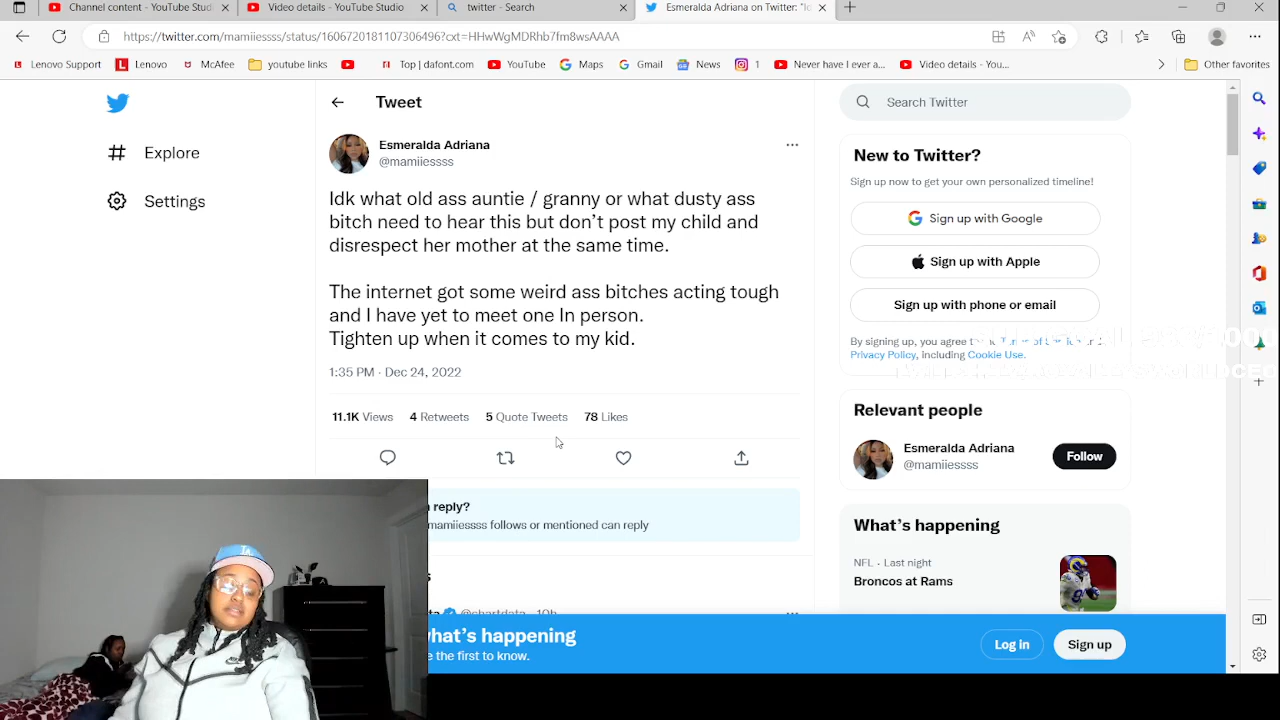 Channel content - YouTube Studi
Video details - YouTube Studio
twitter - Search
Esmeralda Adriana on Twitter: "Id
https://twitter.com/mamiiessss/status/1606720181107306496?cxt=HHwWgMDRhb7fm8wsAAAA
Lenovo Support
Lenovo
McAfee
youtube links
Top | dafont.com
YouTube
Maps
Gmail
News
1
Never have I ever a...
Video details - You...
Other favorites
Explore
Settings
Tweet
Esmeralda Adriana
@mamiiessss
Idk what old ass auntie / granny or what dusty ass
bitch need to hear this but don’t post my child and
disrespect her mother at the same time.
The internet got some weird ass bitches acting tough
and I have yet to meet one In person.
Tighten up when it comes to my kid.
1:35 PM · Dec 24, 2022
11.1K Views 4 Retweets 5 Quote Tweets 78 Likes
reply?
mamiiessss follows or mentioned can reply
Search Twitter
New to Twitter?
Sign up now to get your own personalized timeline!
Sign up with Google
Sign up with Apple
Sign up with phone or email
By signing up, you agree
Privacy Policy, including Cookie Use.
Relevant people
Esmeralda Adriana
@mamiiessss
Follow
What’s happening
NFL · Last night
Broncos at Rams
hat’s happening
the first to know.
Log in
Sign up